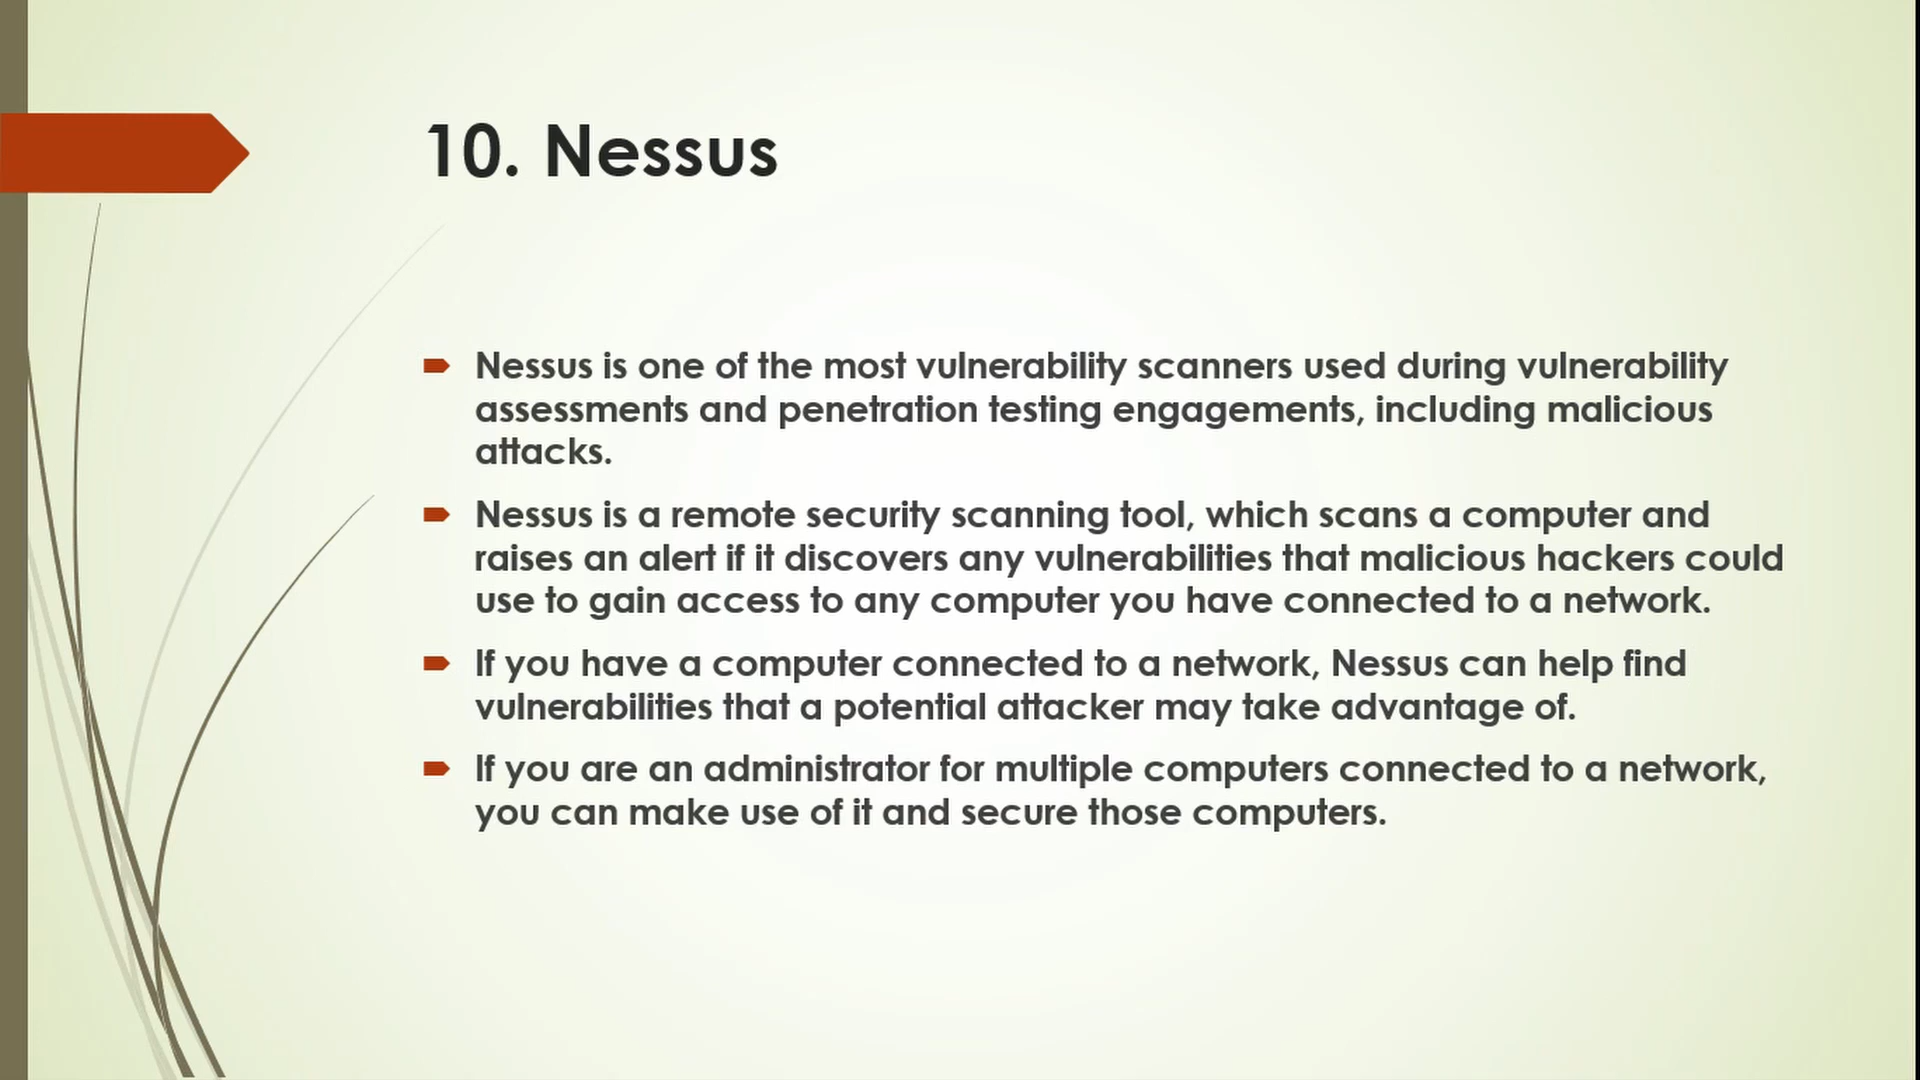 10. Nessus
Nessus is one of the most vulnerability scanners used during vulnerability
assessments and penetration testing engagements, including malicious
attacks.
Nessus is a remote security scanning tool, which scans a computer and
raises an alert if it discovers any vulnerabilities that malicious hackers could
use to gain access to any computer you have connected to a network.
If you have a computer connected to a network, Nessus can help find
vulnerabilities that a potential attacker may take advantage of.
If you are an administrator for multiple computers connected to a network,
you can make use of it and secure those computers.